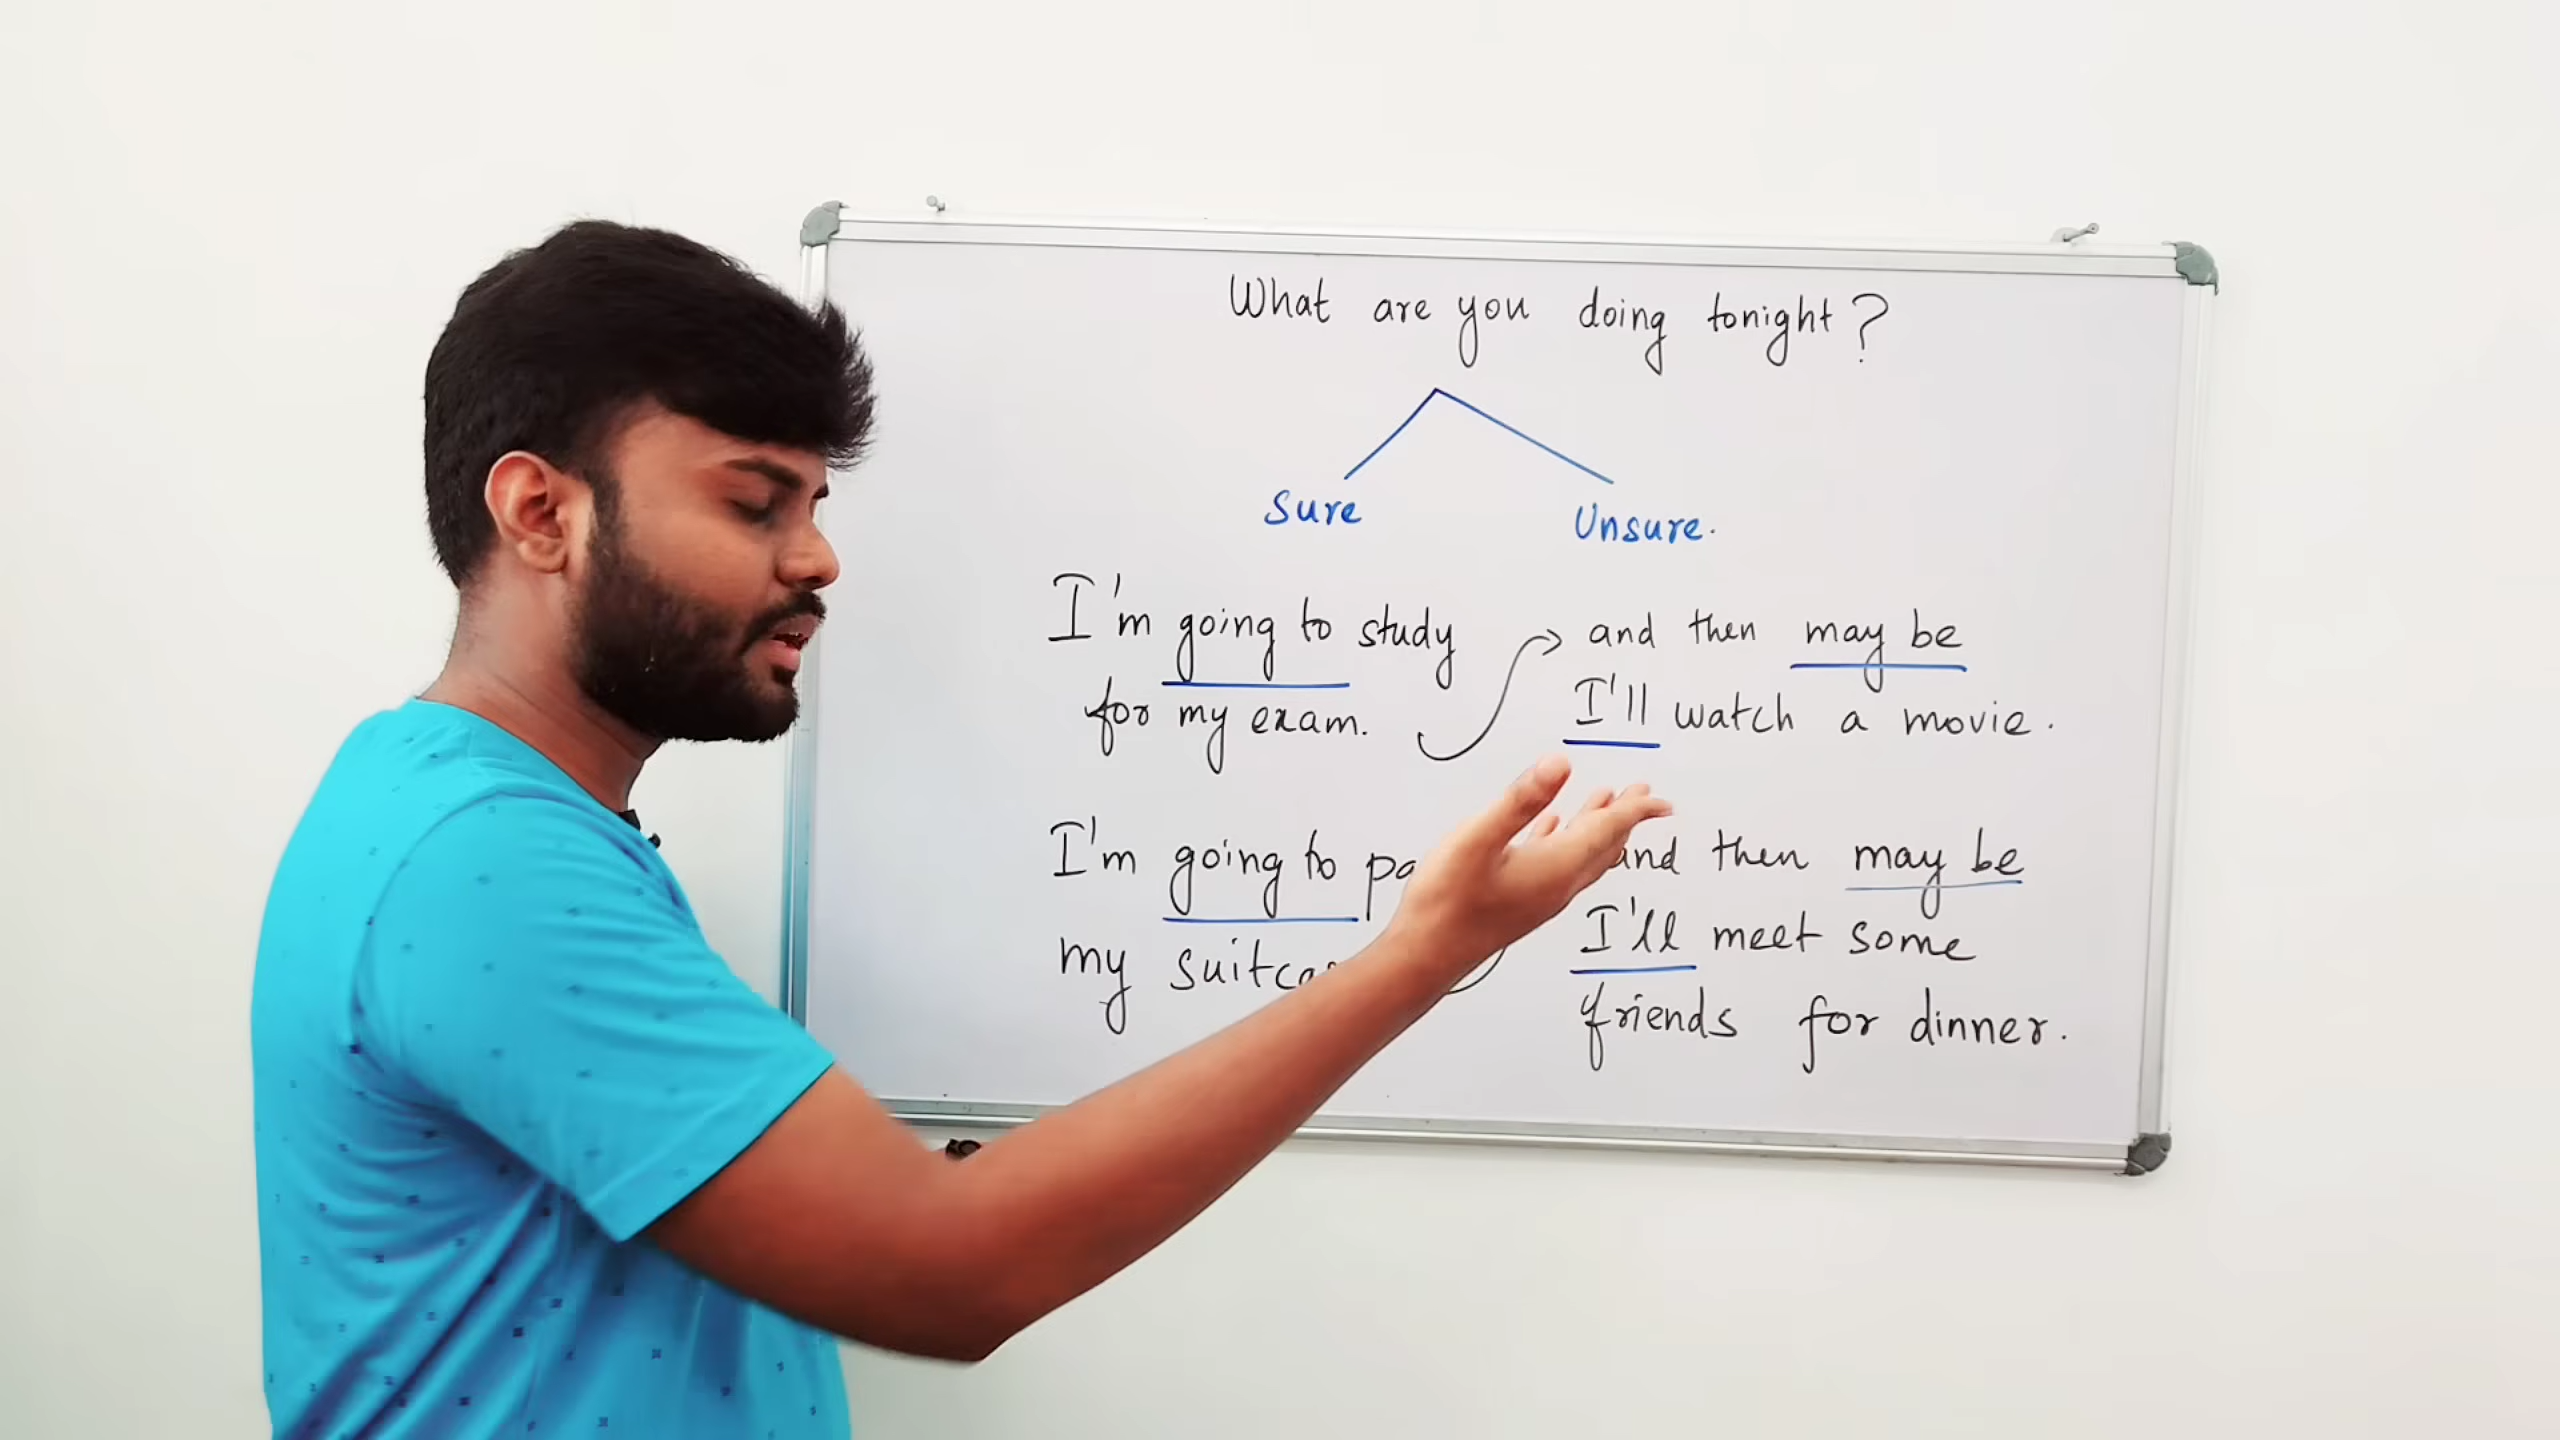 What are you doing tonight?
Sure
Unsure.
I'm going to study
for my exam.
and then may be
I'll watch a movie.
I'm going to
my
and then may be
I'll meet some
friends for dinner.